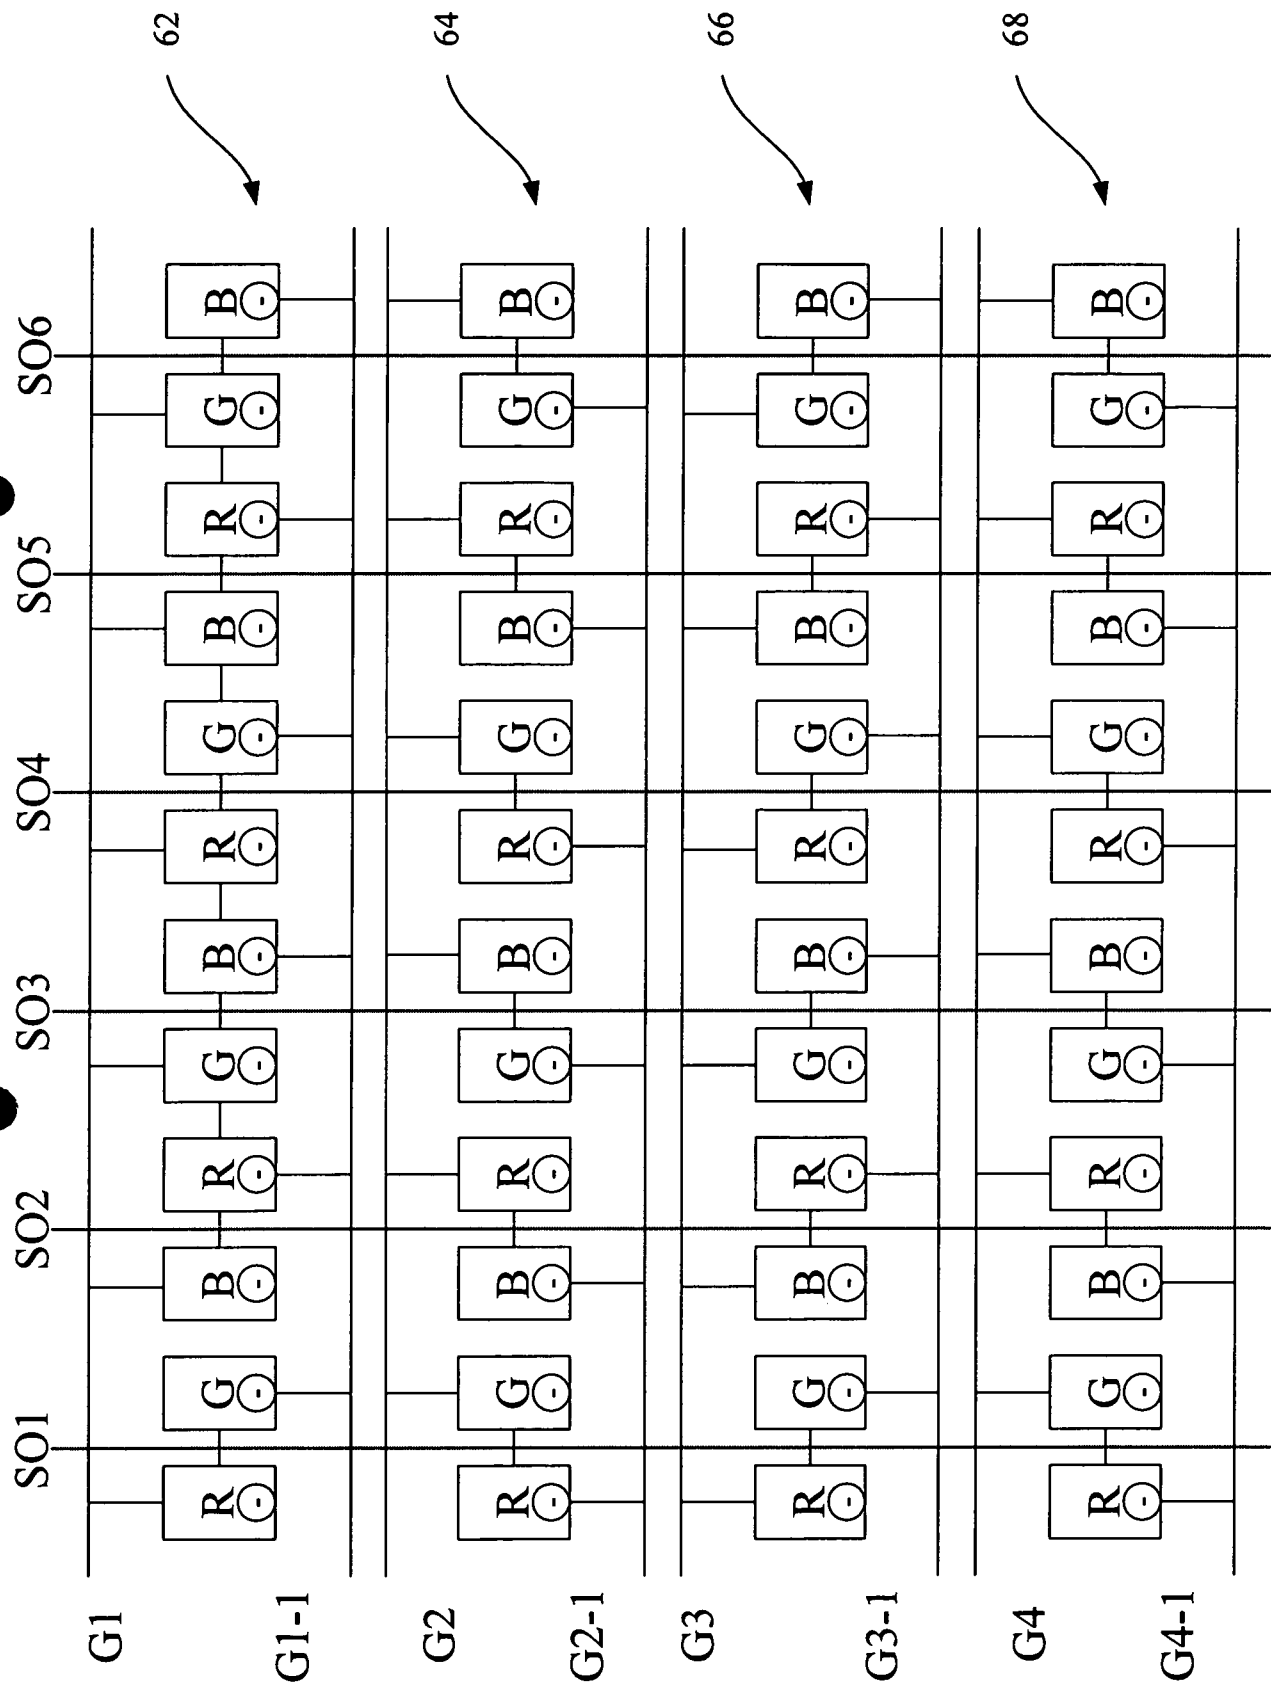 SO1 SO2 SO3 SO4 SO5 SO6
G1
62
R G B R G B R G B R G B
- - - - - - - - - - - -
G1-1
G2
64
R G B R G B R G B R G B
- - - - - - - - - - - -
G2-1
G3
66
R G B R G B R G B R G B
- - - - - - - - - - - -
G3-1
G4
68
R G B R G B R G B R G B
- - - - - - - - - - - -
G4-1